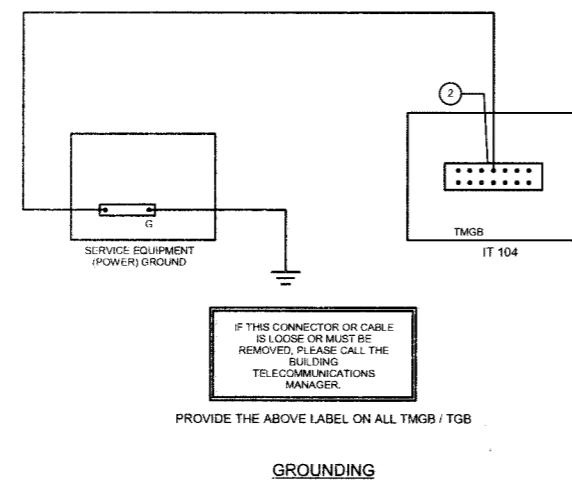 2
G
TMGB
SERVICE EQUIPMENT
(POWER) GROUND
IT 104
IF THIS CONNECTOR OR CABLE
IS LOOSE OR MUST BE
REMOVED, PLEASE CALL THE
BUILDING
TELECOMMUNICATIONS
MANAGER.
PROVIDE THE ABOVE LABEL ON ALL TMGB / TGB
GROUNDING